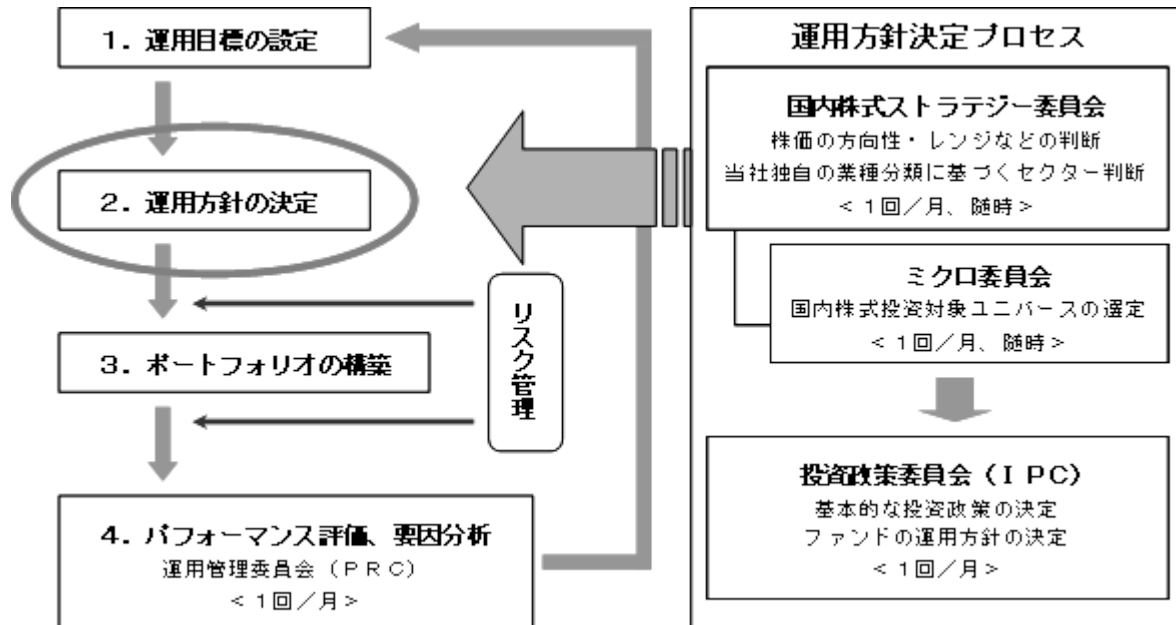 1．運用目標の設定
2．運用方針の決定
3．ポートフォリオの構築
リスク管理
4．パフォーマンス評価、要因分析
運用管理委員会（ＰＲＣ）
＜１回／月＞
運用方針決定プロセス
国内株式ストラテジー委員会
株価の方向性・レンジなどの判断
当社独自の業種分類に基づくセクター判断
＜１回／月、随時＞
ミクロ委員会
国内株式投資対象ユニバースの選定
＜１回／月、随時＞
投資政策委員会（ＩＰＣ）
基本的な投資政策の決定
ファンドの運用方針の決定
＜１回／月＞